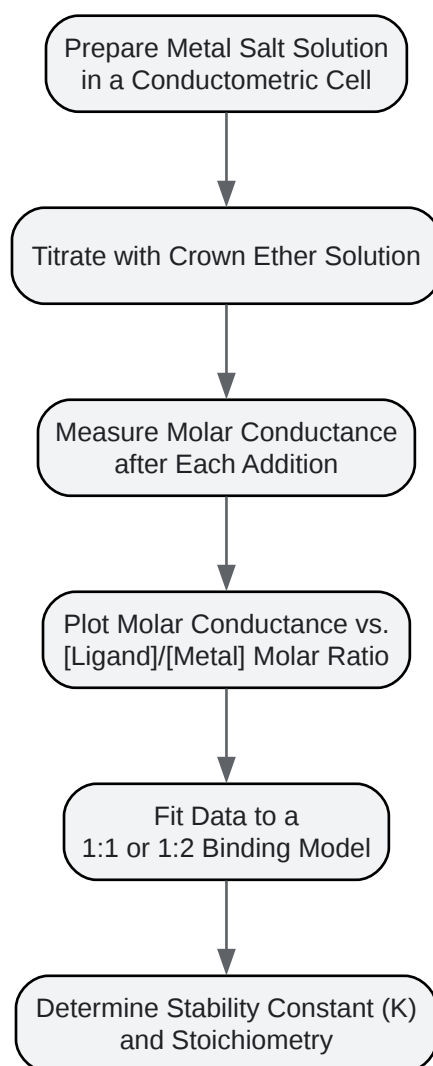 Prepare Metal Salt Solution
in a Conductometric Cell
Titrate with Crown Ether Solution
Measure Molar Conductance
after Each Addition
Plot Molar Conductance vs.
[Ligand]/[Metal] Molar Ratio
Fit Data to a
1:1 or 1:2 Binding Model
Determine Stability Constant (K)
and Stoichiometry